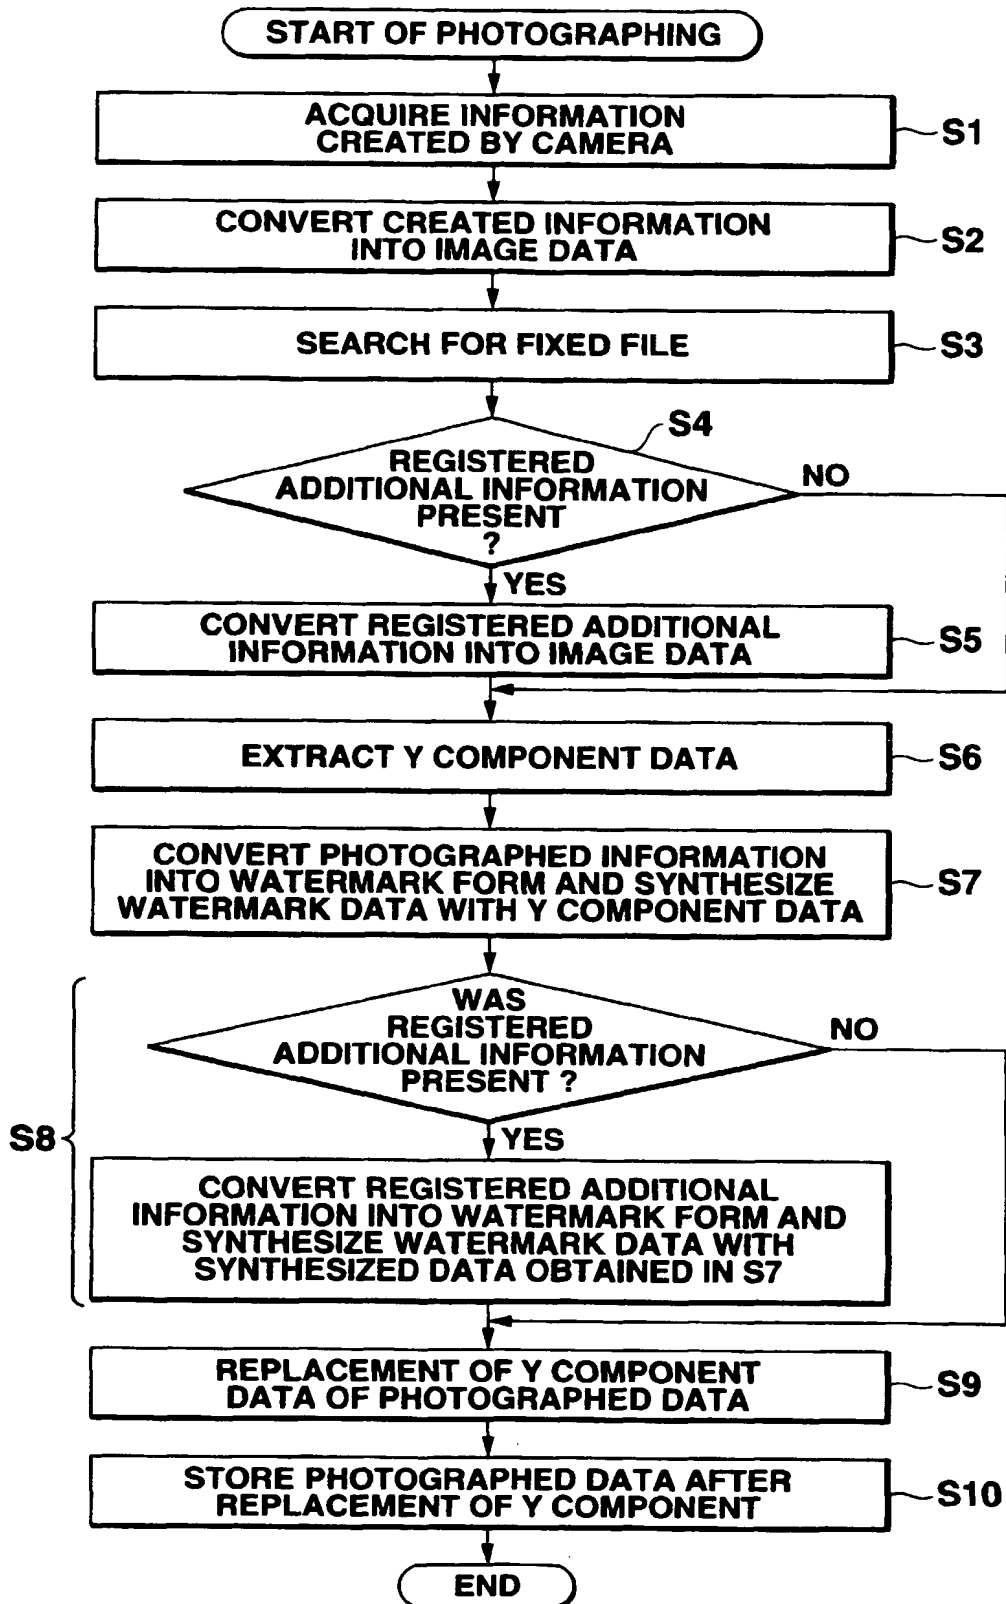 START OF PHOTOGRAPHING
ACQUIRE INFORMATION
CREATED BY CAMERA
S1
CONVERT CREATED INFORMATION
INTO IMAGE DATA
S2
SEARCH FOR FIXED FILE
S3
S4
REGISTERED
ADDITIONAL INFORMATION
PRESENT
?
NO
YES
CONVERT REGISTERED ADDITIONAL
INFORMATION INTO IMAGE DATA
S5
EXTRACT Y COMPONENT DATA
S6
CONVERT PHOTOGRAPHED INFORMATION
INTO WATERMARK FORM AND SYNTHESIZE
WATERMARK DATA WITH Y COMPONENT DATA
S7
WAS
REGISTERED
ADDITIONAL INFORMATION
PRESENT ?
NO
YES
S8
CONVERT REGISTERED ADDITIONAL
INFORMATION INTO WATERMARK FORM AND
SYNTHESIZE WATERMARK DATA WITH
SYNTHESIZED DATA OBTAINED IN S7
REPLACEMENT OF Y COMPONENT
DATA OF PHOTOGRAPHED DATA
S9
STORE PHOTOGRAPHED DATA AFTER
REPLACEMENT OF Y COMPONENT
S10
END